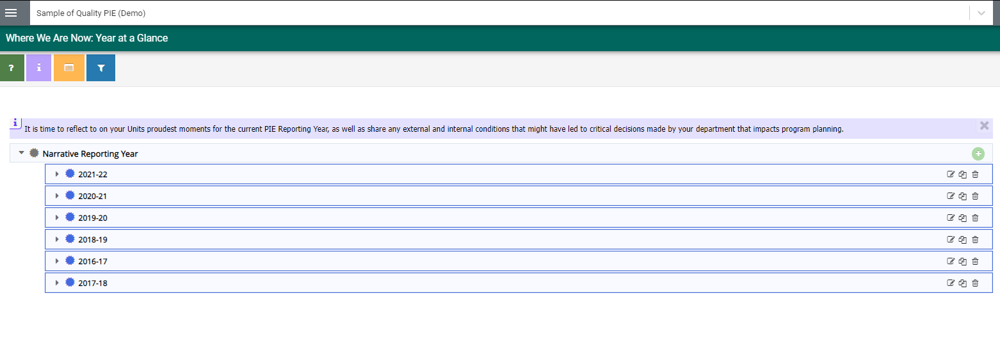 Sample of Quality PIE (Demo)
Where We Are Now: Year at a Glance
It is time to reflect to on your Units proudest moments for the current PIE Reporting Year, as well as share any external and internal conditions that might have led to critical decisions made by your department that impacts program planning.
Narrative Reporting Year
2021-22
2020-21
2019-20
2018-19
2016-17
2017-18